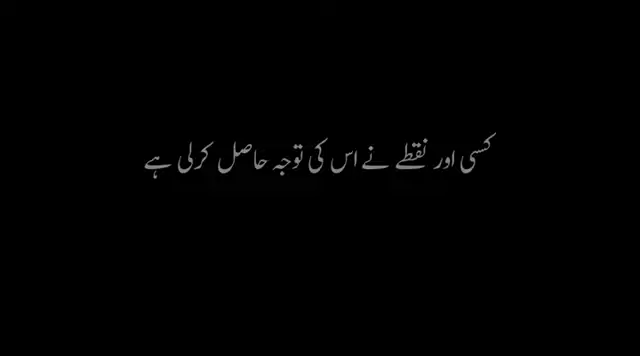 کسی اور نقطے نے اس کی توجہ حاصل کرلی ہے